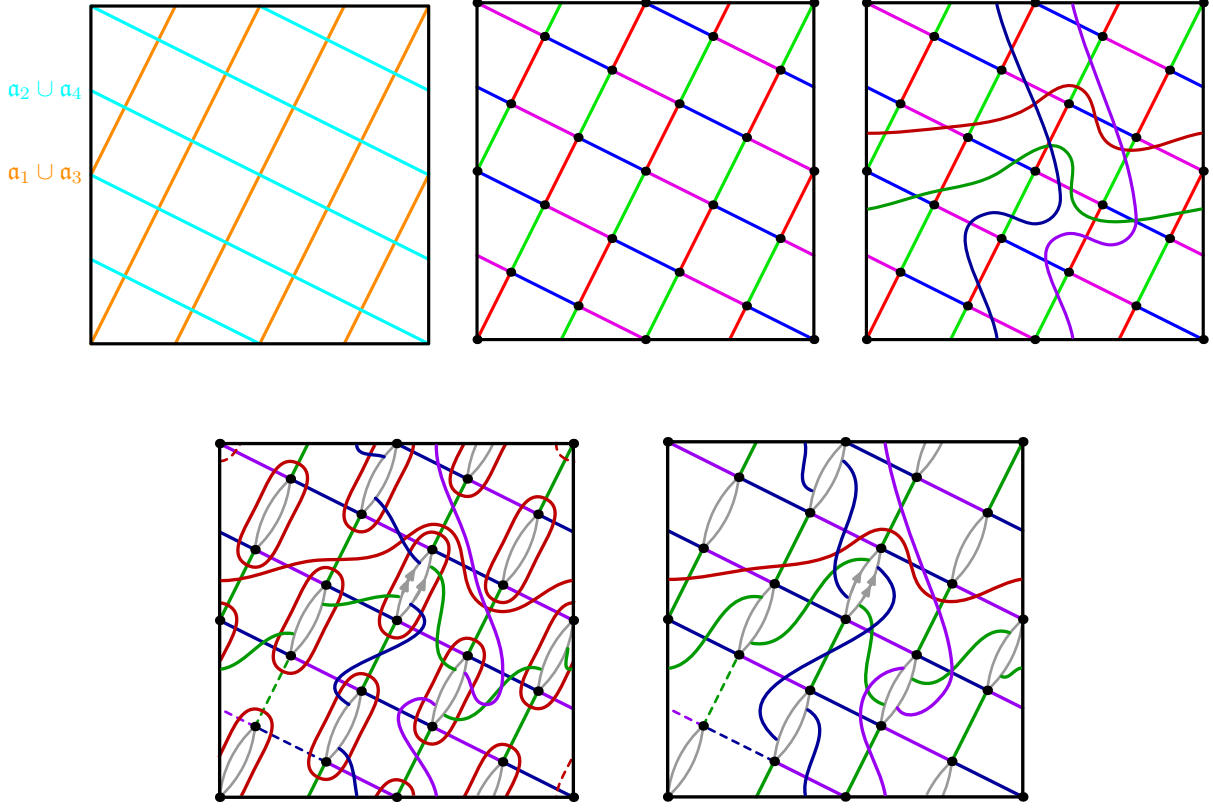 𝔞₂ ∪ 𝔞₄
𝔞₁ ∪ 𝔞₃